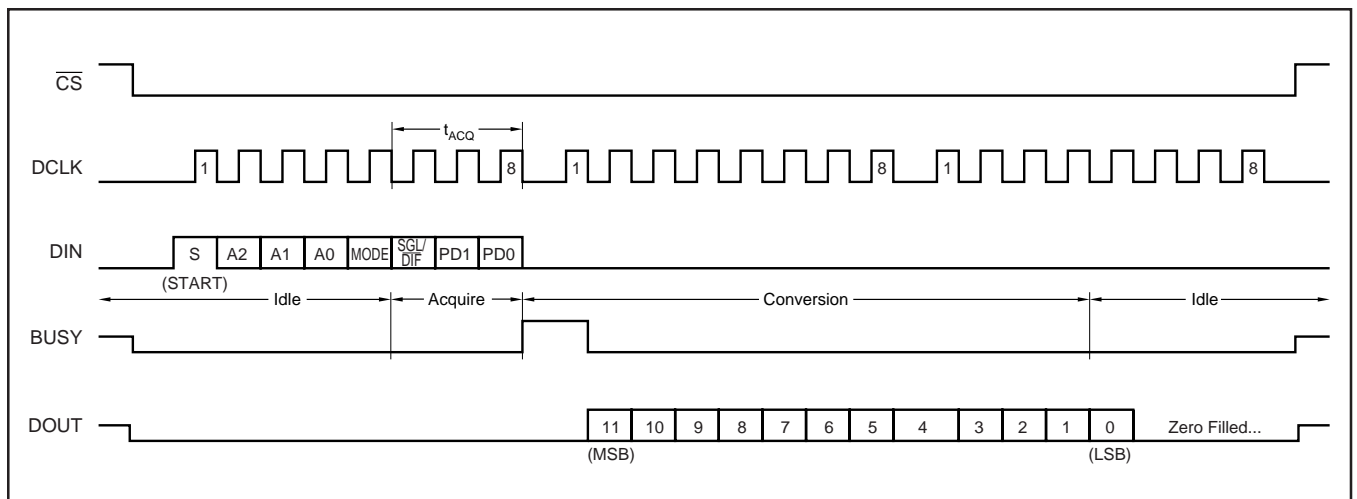 CS
t_ACQ
DCLK 1 8 1 8 1 8
DIN S A2 A1 A0 MODE SGL/DIF PD1 PD0
(START)
Idle Acquire Conversion Idle
BUSY
DOUT 11 10 9 8 7 6 5 4 3 2 1 0 Zero Filled...
(MSB) (LSB)